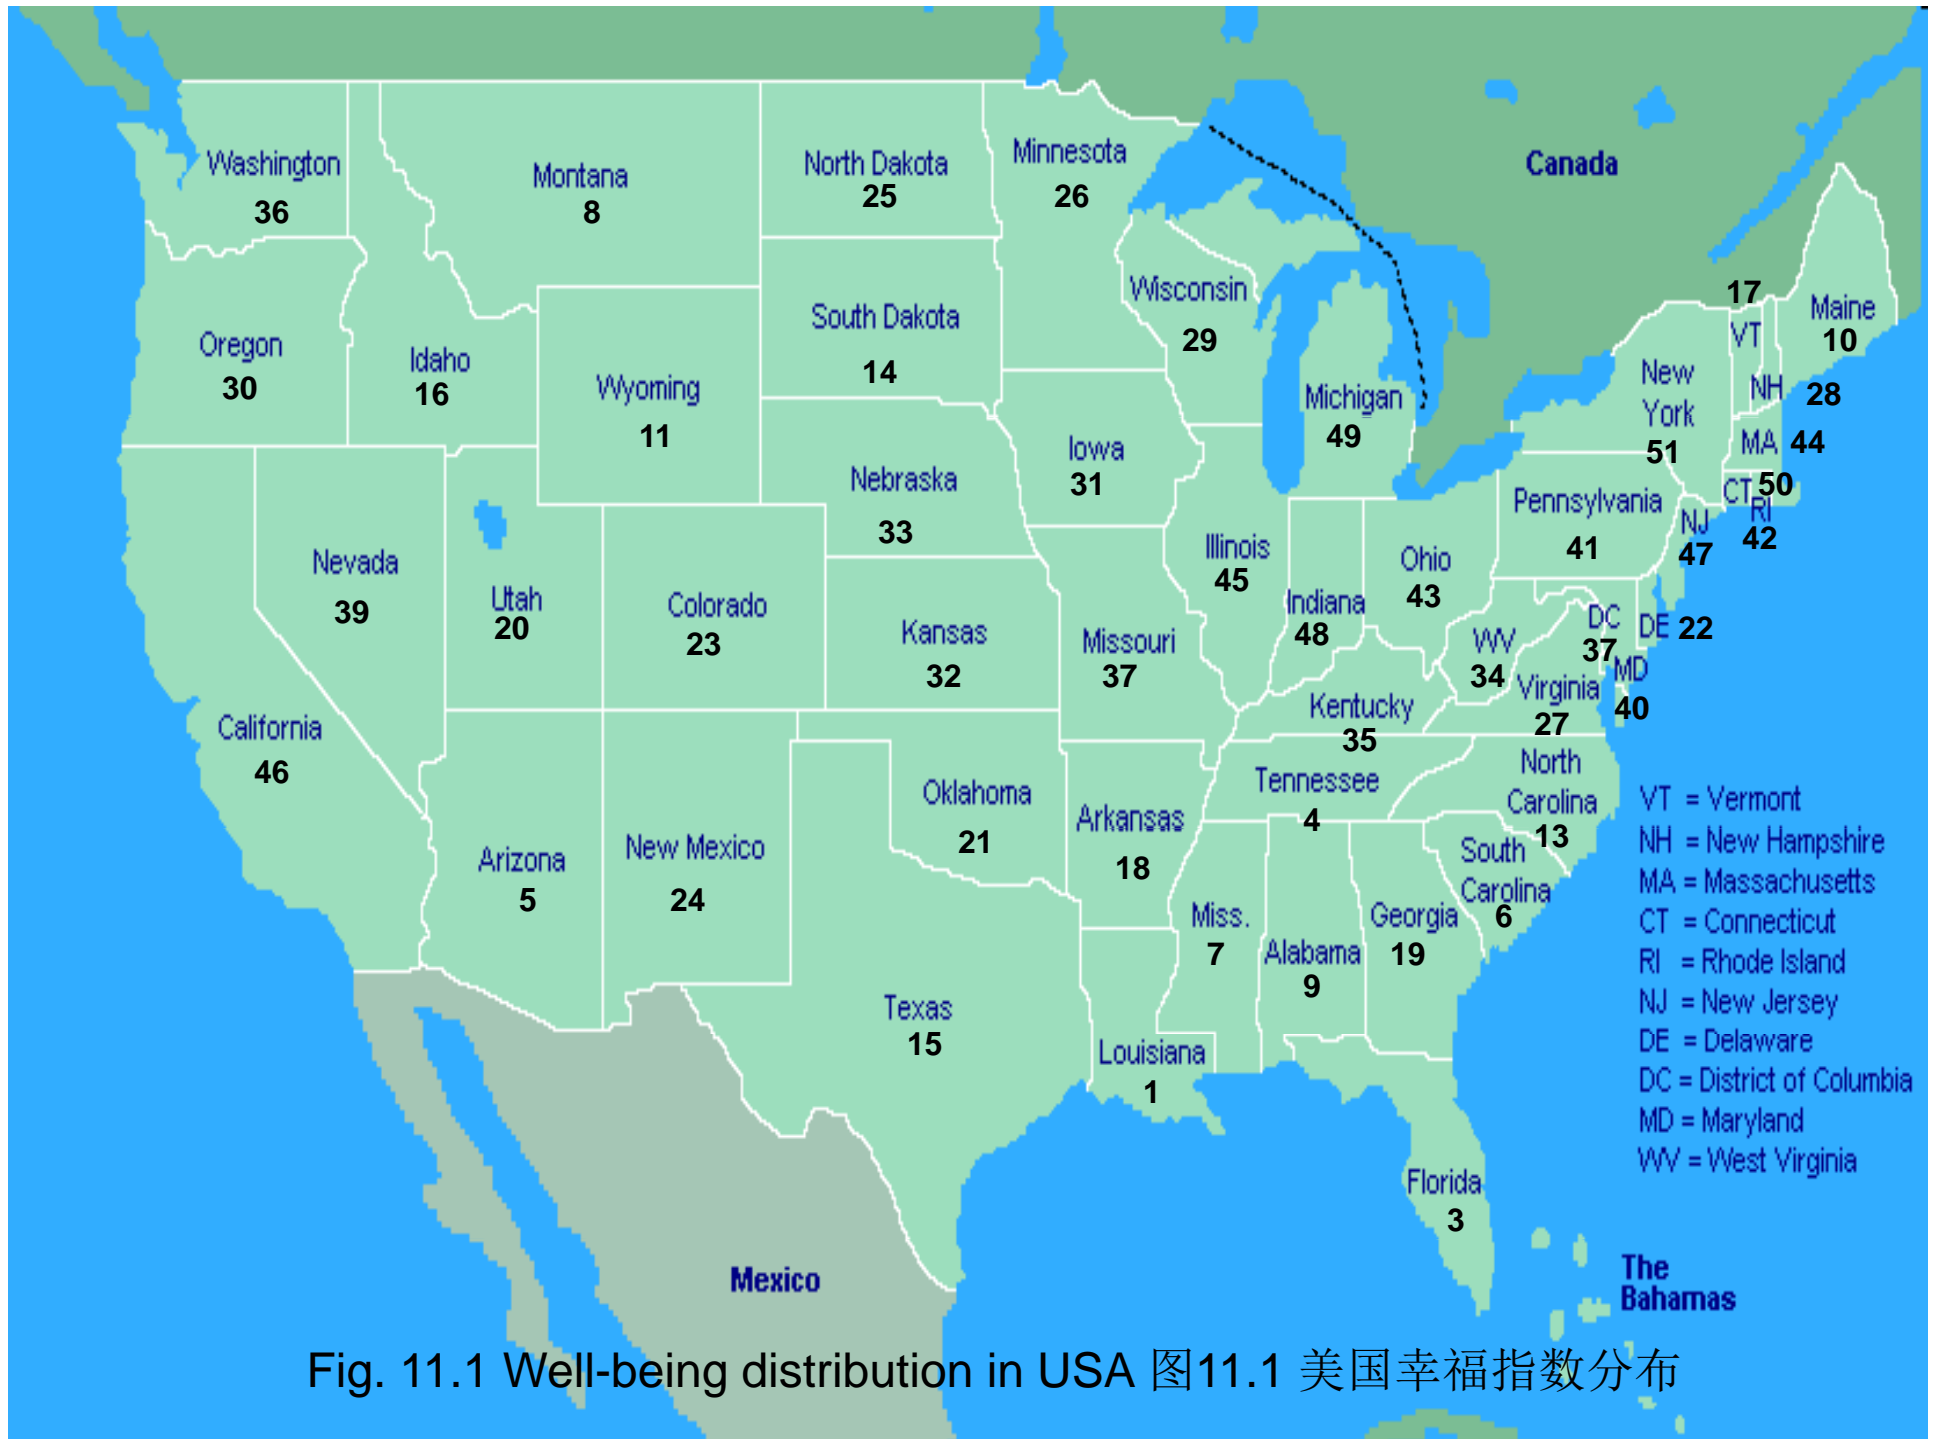 Washington
36
Montana
8
North Dakota
25
Minnesota
26
Canada
Oregon
30
Idaho
16
Wyoming
11
South Dakota
14
Wisconsin
29
Michigan
49
17
VT
Maine
10
NH 28
New
York
51
MA 44
CT 50
RI
42
Nebraska
33
Iowa
31
Pennsylvania
41
NJ
47
Nevada
39
Utah
20
Colorado
23
Kansas
32
Missouri
37
Illinois
45
Indiana
48
Ohio
43
WV
34
DC
37
DE 22
MD
40
Virginia
27
Kentucky
35
California
46
Arizona
5
New Mexico
24
Oklahoma
21
Arkansas
18
Tennessee
4
North
Carolina
13
South
Carolina
6
Miss.
7
Alabama
9
Georgia
19
Texas
15
Louisiana
1
Florida
3
VT = Vermont
NH = New Hampshire
MA = Massachusetts
CT = Connecticut
RI = Rhode Island
NJ = New Jersey
DE = Delaware
DC = District of Columbia
MD = Maryland
WV = West Virginia
Mexico
The
Bahamas
Fig. 11.1 Well-being distribution in USA 图11.1 美国幸福指数分布